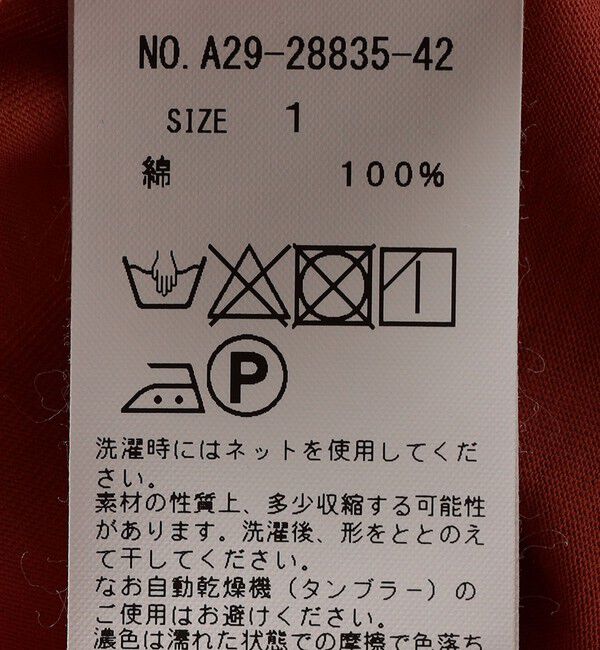 NO. A29-28835-42
SIZE 1
綿 100%
P
洗濯時にはネットを使用してくだ
さい。
素材の性質上、多少収縮する可能性
があります。洗濯後、形をととのえ
て干してください。
なお自動乾燥機（タンブラー）の
ご使用はお避けください。
濃色は濡れた状態での摩擦で色落ち